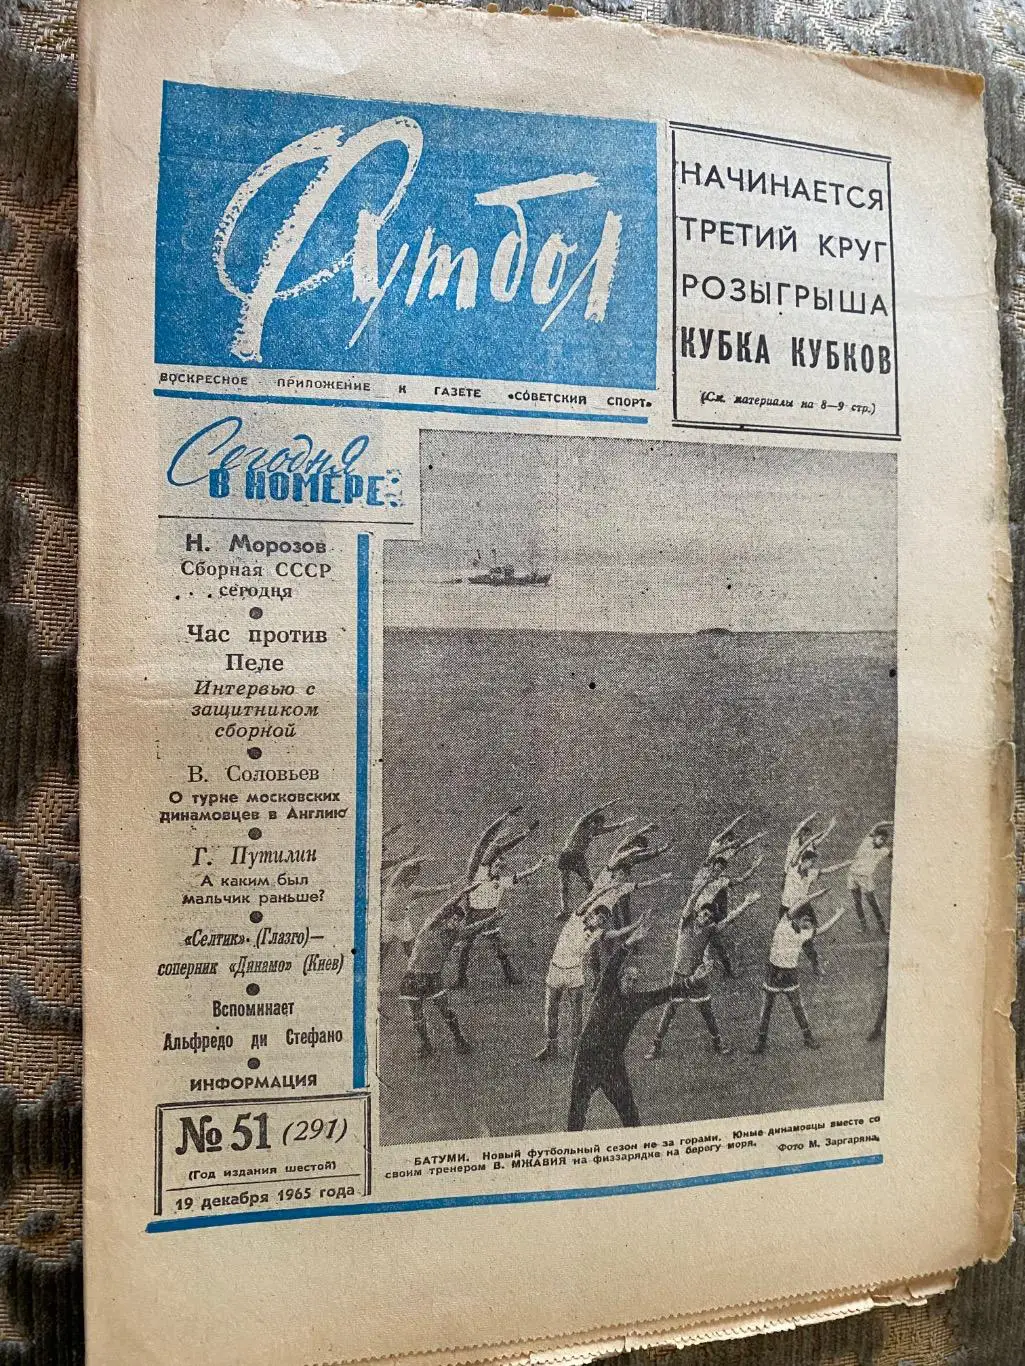 Футбол
ВОСКРЕСНОЕ ПРИЛОЖЕНИЕ К ГАЗЕТЕ «СОВЕТСКИЙ СПОРТ»
НАЧИНАЕТСЯ
ТРЕТИЙ КРУГ
РОЗЫГРЫША
КУБКА КУБКОВ
(См. материалы на 8—9 стр.)
Сегодня
В НОМЕРЕ:
Н. Морозов
Сборная СССР
сегодня
Час против
Пеле
Интервью с
защитником
сборной
В. Соловьев
О турне московских
динамовцев в Англию
Г. Путилин
А каким был
мальчик раньше?
«Селтик» (Глазго)—
соперник «Динамо» (Киев)
Вспоминает
Альфредо ди Стефано
ИНФОРМАЦИЯ
№ 51 (291)
(Год издания шестой)
19 декабря 1965 года
БАТУМИ. Новый футбольный сезон не за горами. Юные динамовцы вместе со
своим тренером В. МЖАВИЯ на физзарядке на берегу моря.
Фото М. Заргаряна.